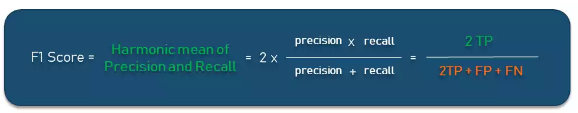 F1 Score = Harmonic mean of Precision and Recall = 2 x precision x recall / precision + recall = 2 TP / 2TP + FP + FN